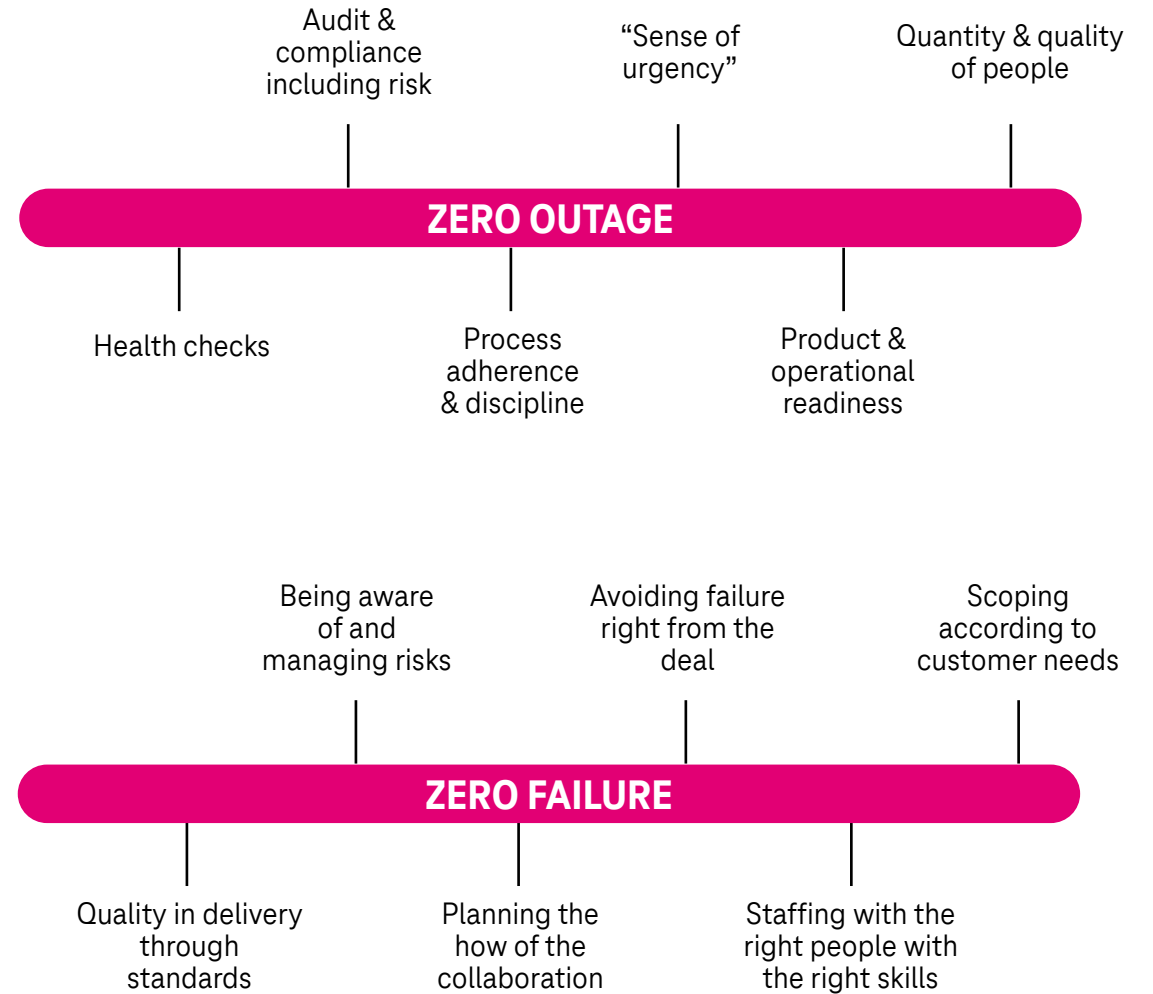 Audit &
compliance
including risk
“Sense of
urgency”
Quantity & quality
of people
ZERO OUTAGE
Health checks
Process
adherence
& discipline
Product &
operational
readiness
Being aware
of and
managing risks
Avoiding failure
right from the
deal
Scoping
according to
customer needs
ZERO FAILURE
Quality in delivery
through
standards
Planning the
how of the
collaboration
Staffing with the
right people with
the right skills